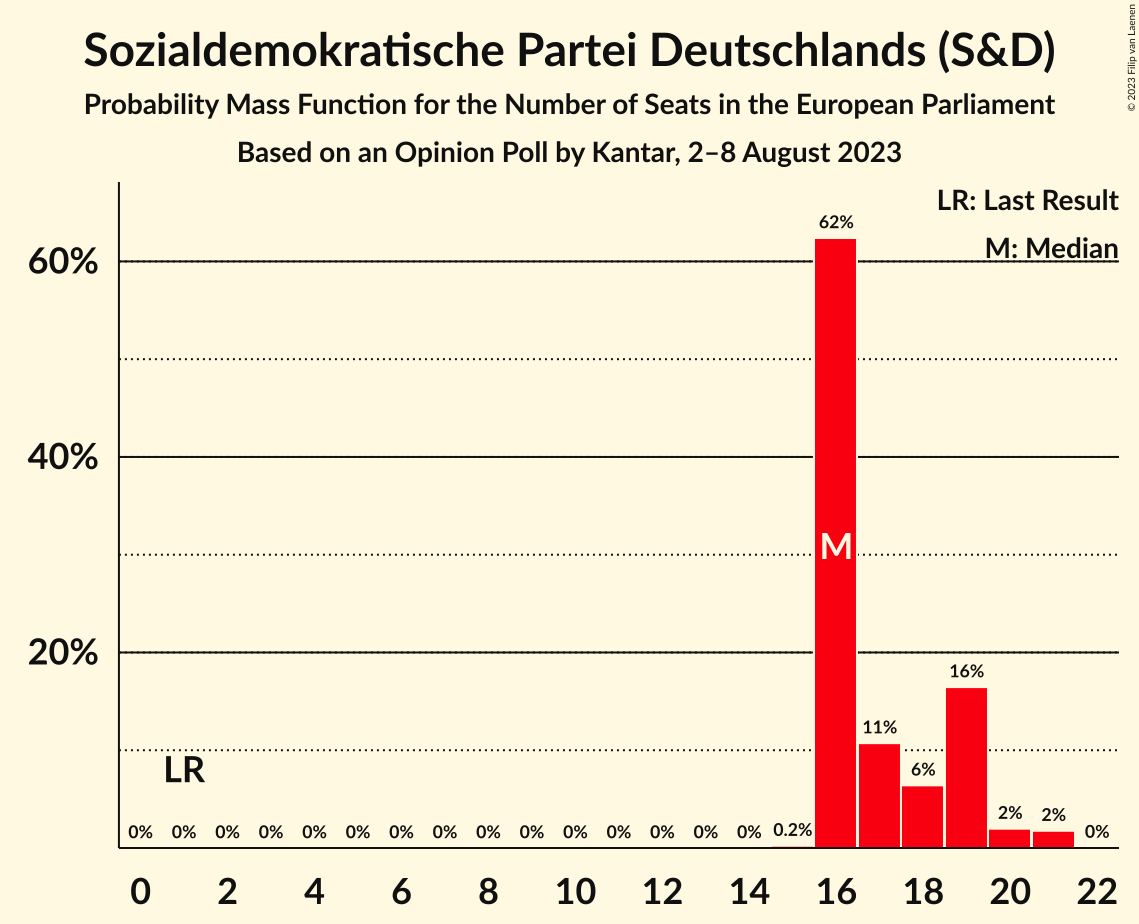 Sozialdemokratische Partei Deutschlands (S&D)
Probability Mass Function for the Number of Seats in the European Parliament
Based on an Opinion Poll by Kantar, 2–8 August 2023
© 2023 Filip van Laenen
LR: Last Result
M: Median
62%
60%
40%
M
20%
16%
11%
LR
6%
2% 2%
0% 0% 0% 0% 0% 0% 0% 0% 0% 0% 0% 0% 0% 0% 0% 0.2% 0%
0 2 4 6 8 10 12 14 16 18 20 22